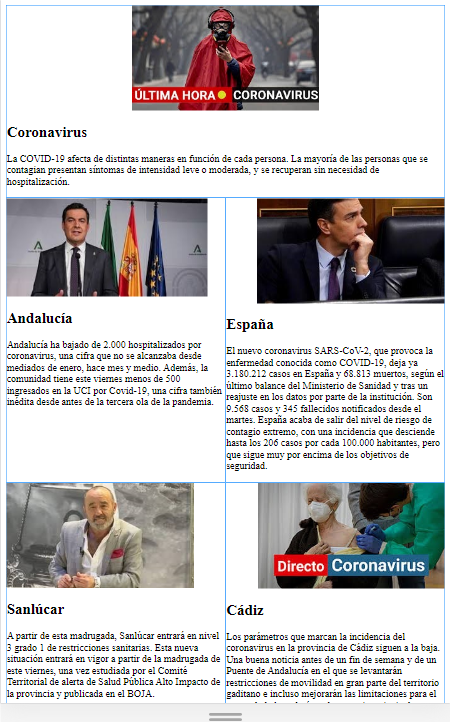 ÚLTIMA HORA CORONAVIRUS
Coronavirus
La COVID-19 afecta de distintas maneras en función de cada persona. La mayoría de las personas que se
contagian presentan síntomas de intensidad leve o moderada, y se recuperan sin necesidad de
hospitalización.
Andalucía
Andalucía ha bajado de 2.000 hospitalizados por
coronavirus, una cifra que no se alcanzaba desde
mediados de enero, hace mes y medio. Además, la
comunidad tiene este viernes menos de 500
ingresados en la UCI por Covid-19, una cifra también
inédita desde antes de la tercera ola de la pandemia.
España
El nuevo coronavirus SARS-CoV-2, que provoca la
enfermedad conocida como COVID-19, deja ya
3.180.212 casos en España y 68.813 muertos, según el
último balance del Ministerio de Sanidad y tras un
reajuste en los datos por parte de la institución. Son
9.568 casos y 345 fallecidos notificados desde el
martes. España acaba de salir del nivel de riesgo de
contagio extremo, con una incidencia que desciende
hasta los 206 casos por cada 100.000 habitantes, pero
que sigue muy por encima de los objetivos de
seguridad.
Sanlúcar
A partir de esta madrugada, Sanlúcar entrará en nivel
3 grado 1 de restricciones sanitarias. Esta nueva
situación entrará en vigor a partir de la madrugada de
este viernes, una vez estudiada por el Comité
Territorial de alerta de Salud Pública Alto Impacto de
la provincia y publicada en el BOJA.
Directo Coronavirus
Cádiz
Los parámetros que marcan la incidencia del
coronavirus en la provincia de Cádiz siguen a la baja.
Una buena noticia antes de un fin de semana y de un
Puente de Andalucía en el que se levantarán
restricciones de movilidad en gran parte del territorio
gaditano e incluso mejorarán las limitaciones para el